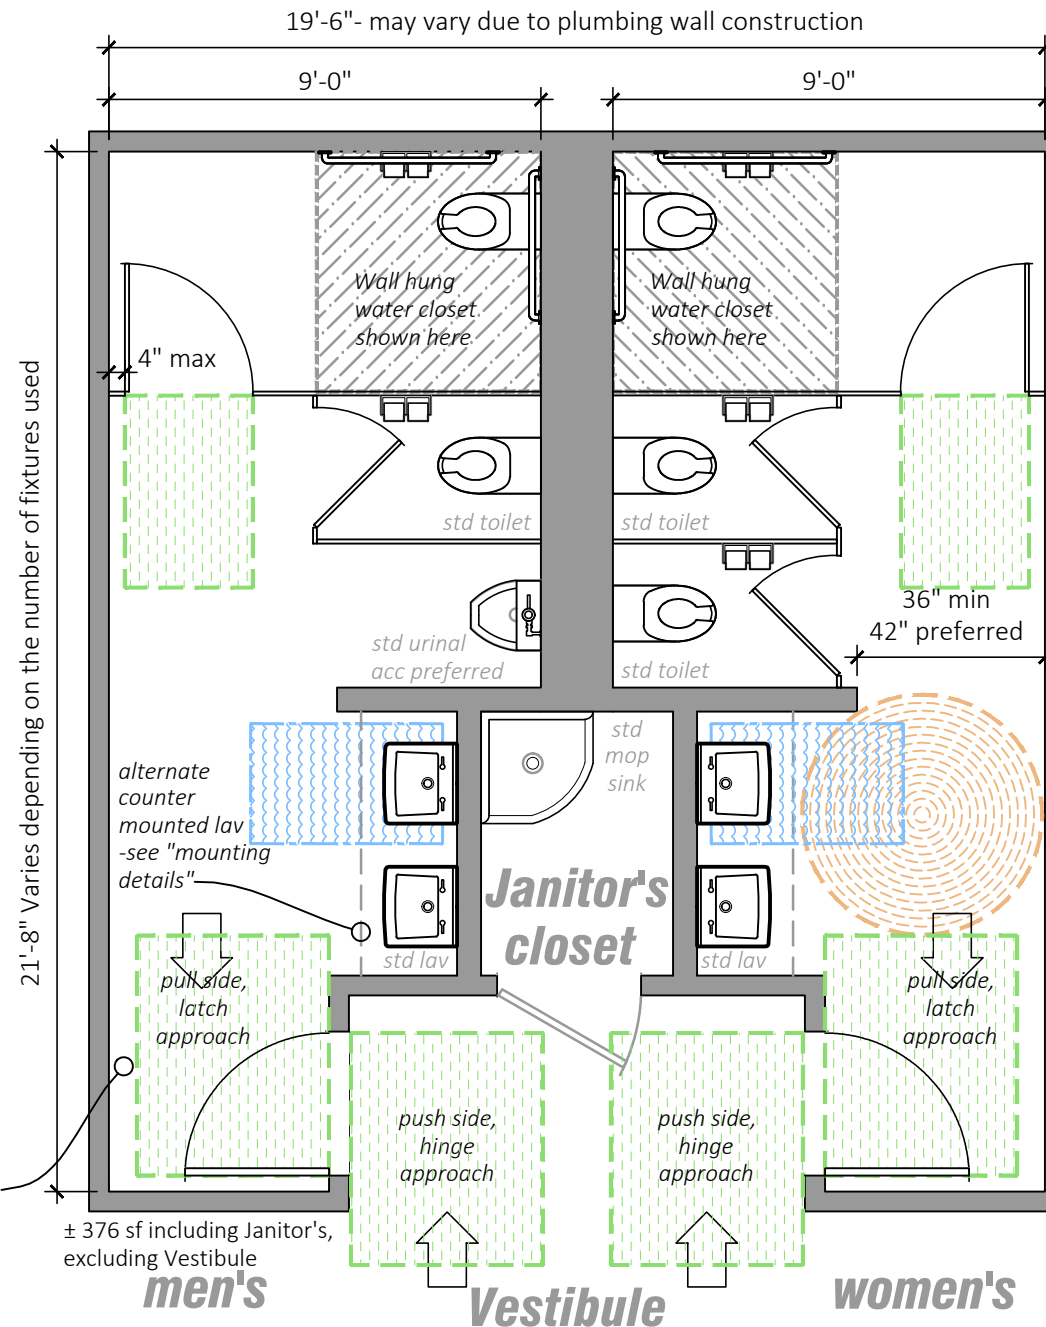 19'-6"- may vary due to plumbing wall construction
9'-0"
9'-0"
21'-8" Varies depending on the number of fixtures used
Wall hung
water closet
shown here
Wall hung
water closet
shown here
4" max
std toilet
std toilet
36" min
42" preferred
std urinal
acc preferred
std toilet
std
mop
sink
alternate
counter
mounted lav
-see "mounting
details"
Janitor's
closet
std lav
std lav
pull side,
latch
approach
pull side,
latch
approach
push side,
hinge
approach
push side,
hinge
approach
± 376 sf including Janitor's,
excluding Vestibule
men's
Vestibule
women's